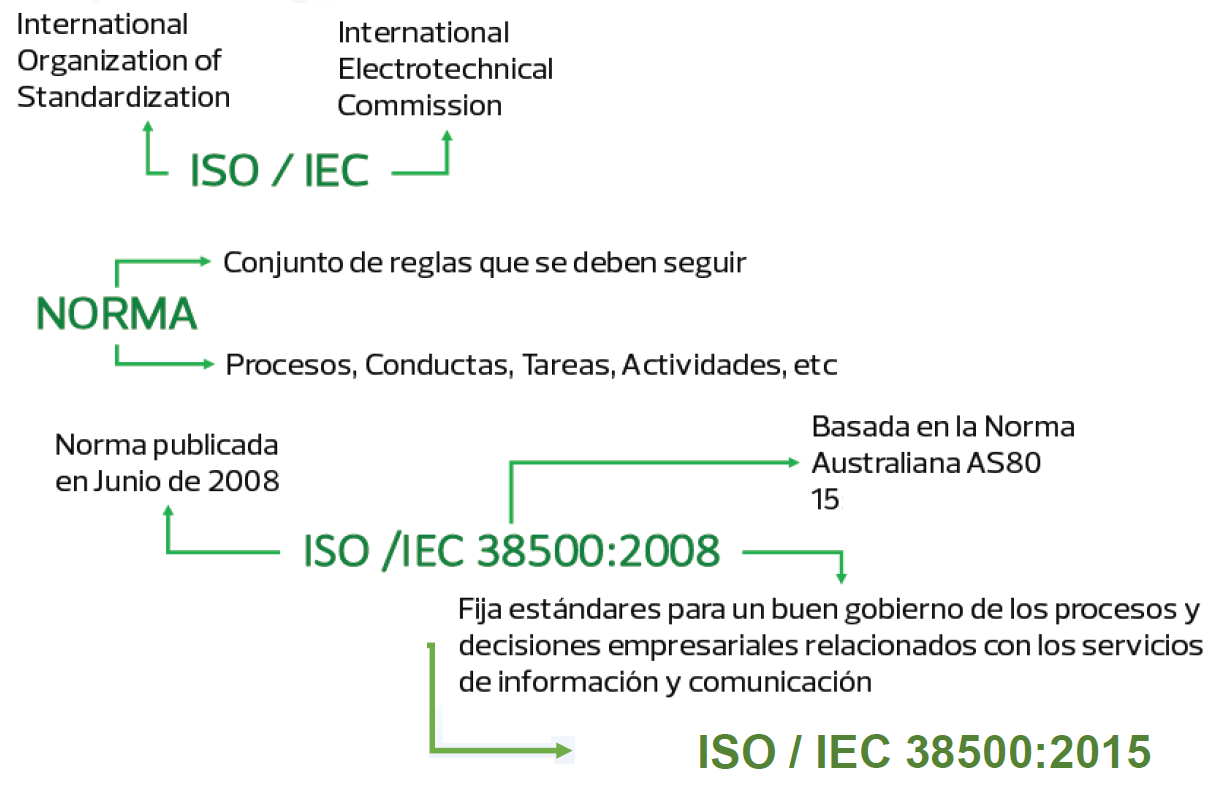 International
Organization of
Standardization
International
Electrotechnical
Commission
ISO / IEC
Conjunto de reglas que se deben seguir
NORMA
Procesos, Conductas, Tareas, Actividades, etc
Norma publicada
en Junio de 2008
Basada en la Norma
Australiana AS80
15
ISO /IEC 38500:2008
Fija estándares para un buen gobierno de los procesos y
decisiones empresariales relacionados con los servicios
de información y comunicación
ISO / IEC 38500:2015